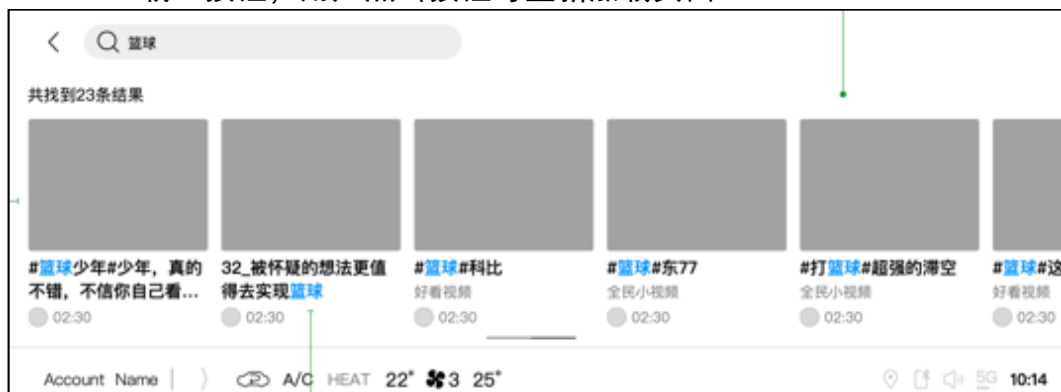 篮球
共找到23条结果
#篮球少年#少年，真的
不错，不信你自己看...
02:30
32_被怀疑的想法更值
得去实现篮球
02:30
#篮球#科比
好看视频
02:30
#篮球#东77
全民小视频
02:30
#打篮球#超强的滞空
全民小视频
02:30
#篮球#这
好看视频
02:30
Account Name A/C HEAT 22° 3 25° 5G 10:14